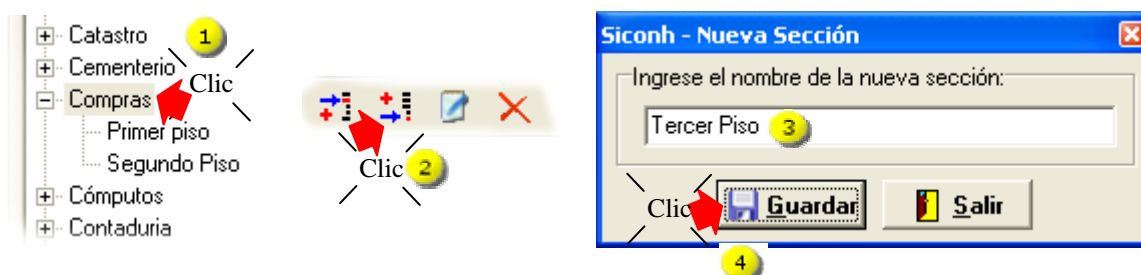 Catastro
1
Cementerio
Clic
Compras
Primer piso
Segundo Piso
Cómputos
Contaduria
Clic
2
Siconh - Nueva Sección
Ingrese el nombre de la nueva sección:
Tercer Piso
3
Clic
Guardar
Salir
4